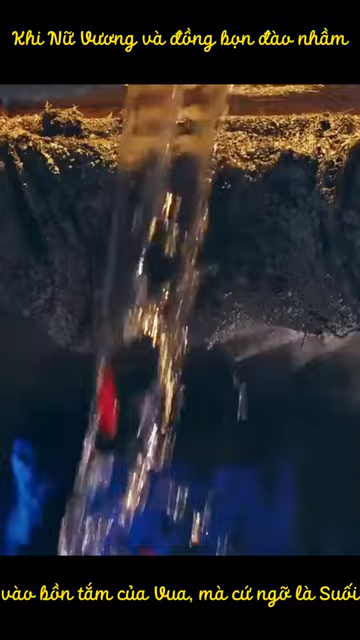 Khi Nữ Vương và đồng bọn đào nhầm
vào bồn tắm của Vua, mà cứ ngỡ là Suối